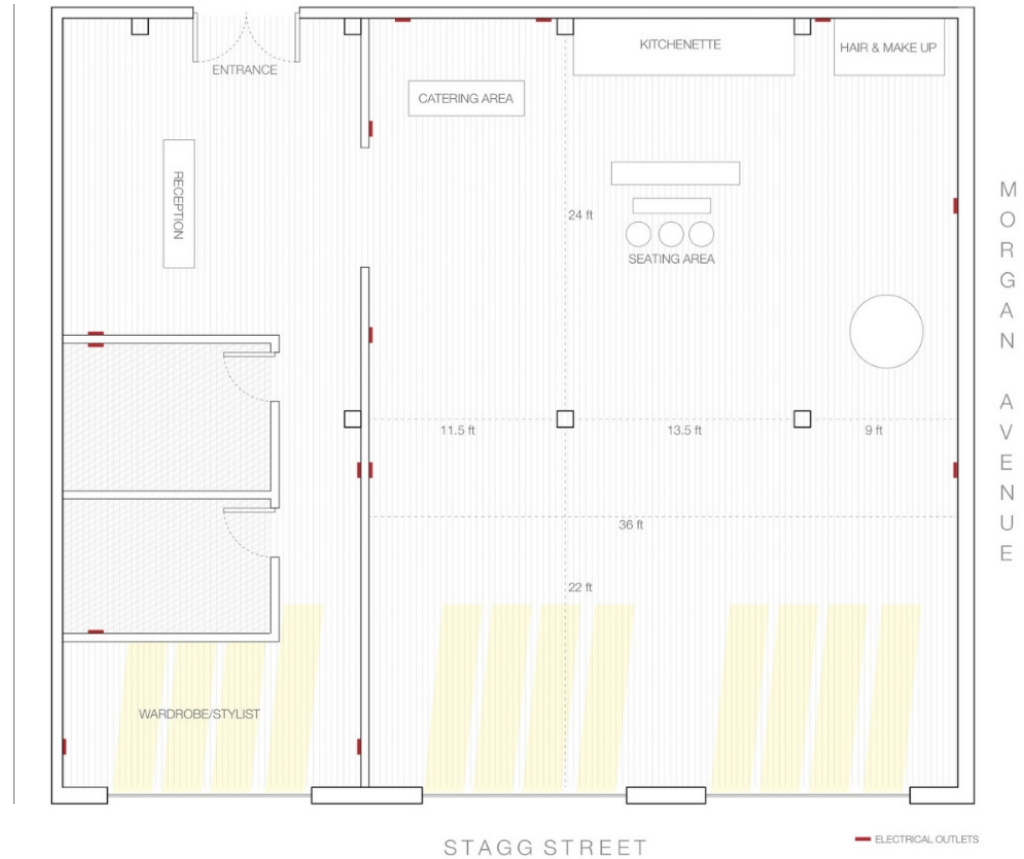 ENTRANCE
KITCHENETTE
HAIR & MAKE UP
CATERING AREA
RECEPTION
24 ft
SEATING AREA
11.5 ft
13.5 ft
9 ft
36 ft
22 ft
WARDROBE/STYLIST
MORGAN AVENUE
STAGG STREET
ELECTRICAL OUTLETS